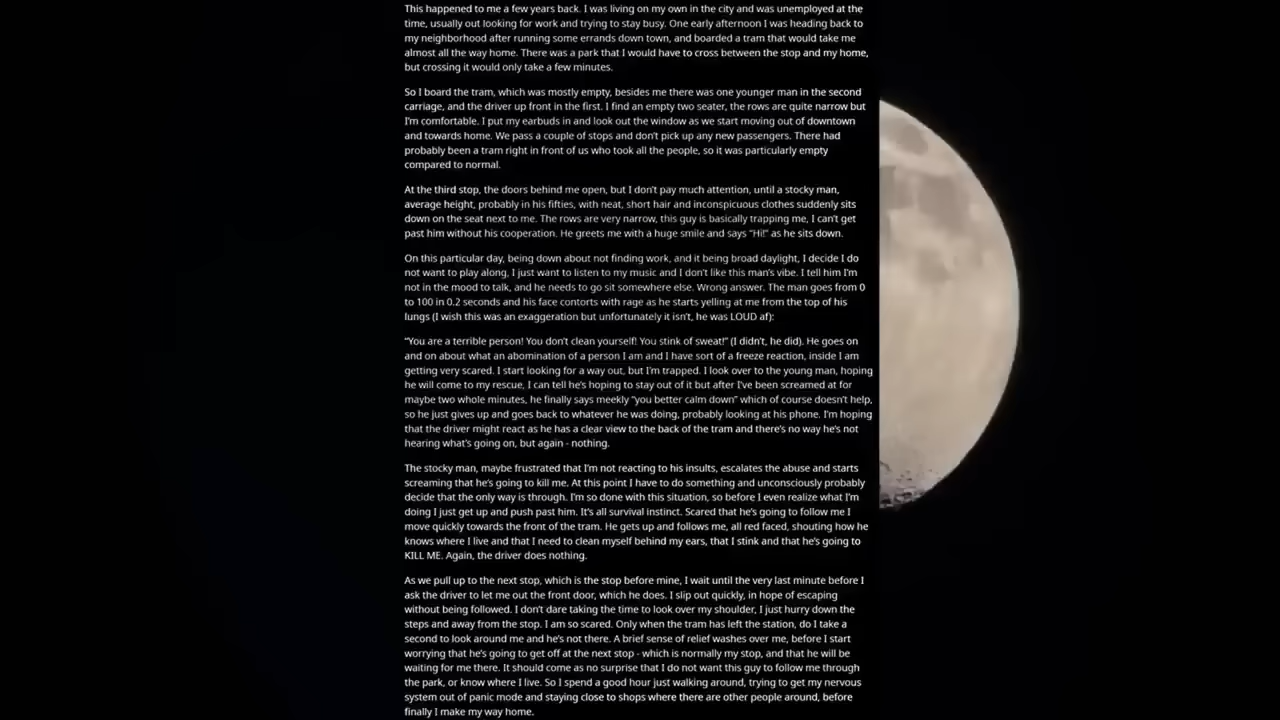 This happened to me a few years back. I was living on my own in the city and was unemployed at the
time, usually out looking for work and trying to stay busy. One early afternoon I was heading back to
my neighborhood after running some errands down town, and boarded a tram that would take me
almost all the way home. There was a park that I would have to cross between the stop and my home,
but crossing it would only take a few minutes.
So I board the tram, which was mostly empty, besides me there was one younger man in the second
carriage, and the driver up front in the first. I find an empty two seater, the rows are quite narrow but
I'm comfortable. I put my earbuds in and look out the window as we start moving out of downtown
and towards home. We pass a couple of stops and don't pick up any new passengers. There had
probably been a tram right in front of us who took all the people, so it was particularly empty
compared to normal.
At the third stop, the doors behind me open, but I don't pay much attention, until a stocky man,
average height, probably in his fifties, with neat, short hair and inconspicuous clothes suddenly sits
down on the seat next to me. The rows are very narrow, this guy is basically trapping me, I can't get
past him without his cooperation. He greets me with a huge smile and says "Hi!" as he sits down.
On this particular day, being down about not finding work, and it being broad daylight, I decide I do
not want to play along, I just want to listen to my music and I don't like this man's vibe. I tell him I'm
not in the mood to talk, and he needs to go sit somewhere else. Wrong answer. The man goes from 0
to 100 in 0.2 seconds and his face contorts with rage as he starts yelling at me from the top of his
lungs (I wish this was an exaggeration but unfortunately it isn't, he was LOUD af):
"You are a terrible person! You don't clean yourself! You stink of sweat!" (I didn't, he did). He goes on
and on about what an abomination of a person I am and I have sort of a freeze reaction, inside I am
getting very scared. I start looking for a way out, but I'm trapped. I look over to the young man, hoping
he will come to my rescue, I can tell he's hoping to stay out of it but after I've been screamed at for
maybe two whole minutes, he finally says meekly "you better calm down" which of course doesn't help,
so he just gives up and goes back to whatever he was doing, probably looking at his phone. I'm hoping
that the driver might react as he has a clear view to the back of the tram and there's no way he's not
hearing what's going on, but again - nothing.
The stocky man, maybe frustrated that I'm not reacting to his insults, escalates the abuse and starts
screaming that he's going to kill me. At this point I have to do something and unconsciously probably
decide that the only way is through. I'm so done with this situation, so before I even realize what I'm
doing I just get up and push past him. It's all survival instinct. Scared that he's going to follow me I
move quickly towards the front of the tram. He gets up and follows me, all red faced, shouting how he
knows where I live and that I need to clean myself behind my ears, that I stink and that he's going to
KILL ME. Again, the driver does nothing.
As we pull up to the next stop, which is the stop before mine, I wait until the very last minute before I
ask the driver to let me out the front door, which he does. I slip out quickly, in hope of escaping
without being followed. I don't dare taking the time to look over my shoulder, I just hurry down the
steps and away from the stop. I am so scared. Only when the tram has left the station, do I take a
second to look around me and he's not there. A brief sense of relief washes over me, before I start
worrying that he's going to get off at the next stop - which is normally my stop, and that he will be
waiting for me there. It should come as no surprise that I do not want this guy to follow me through
the park, or know where I live. So I spend a good hour just walking around, trying to get my nervous
system out of panic mode and staying close to shops where there are other people around, before
finally I make my way home.